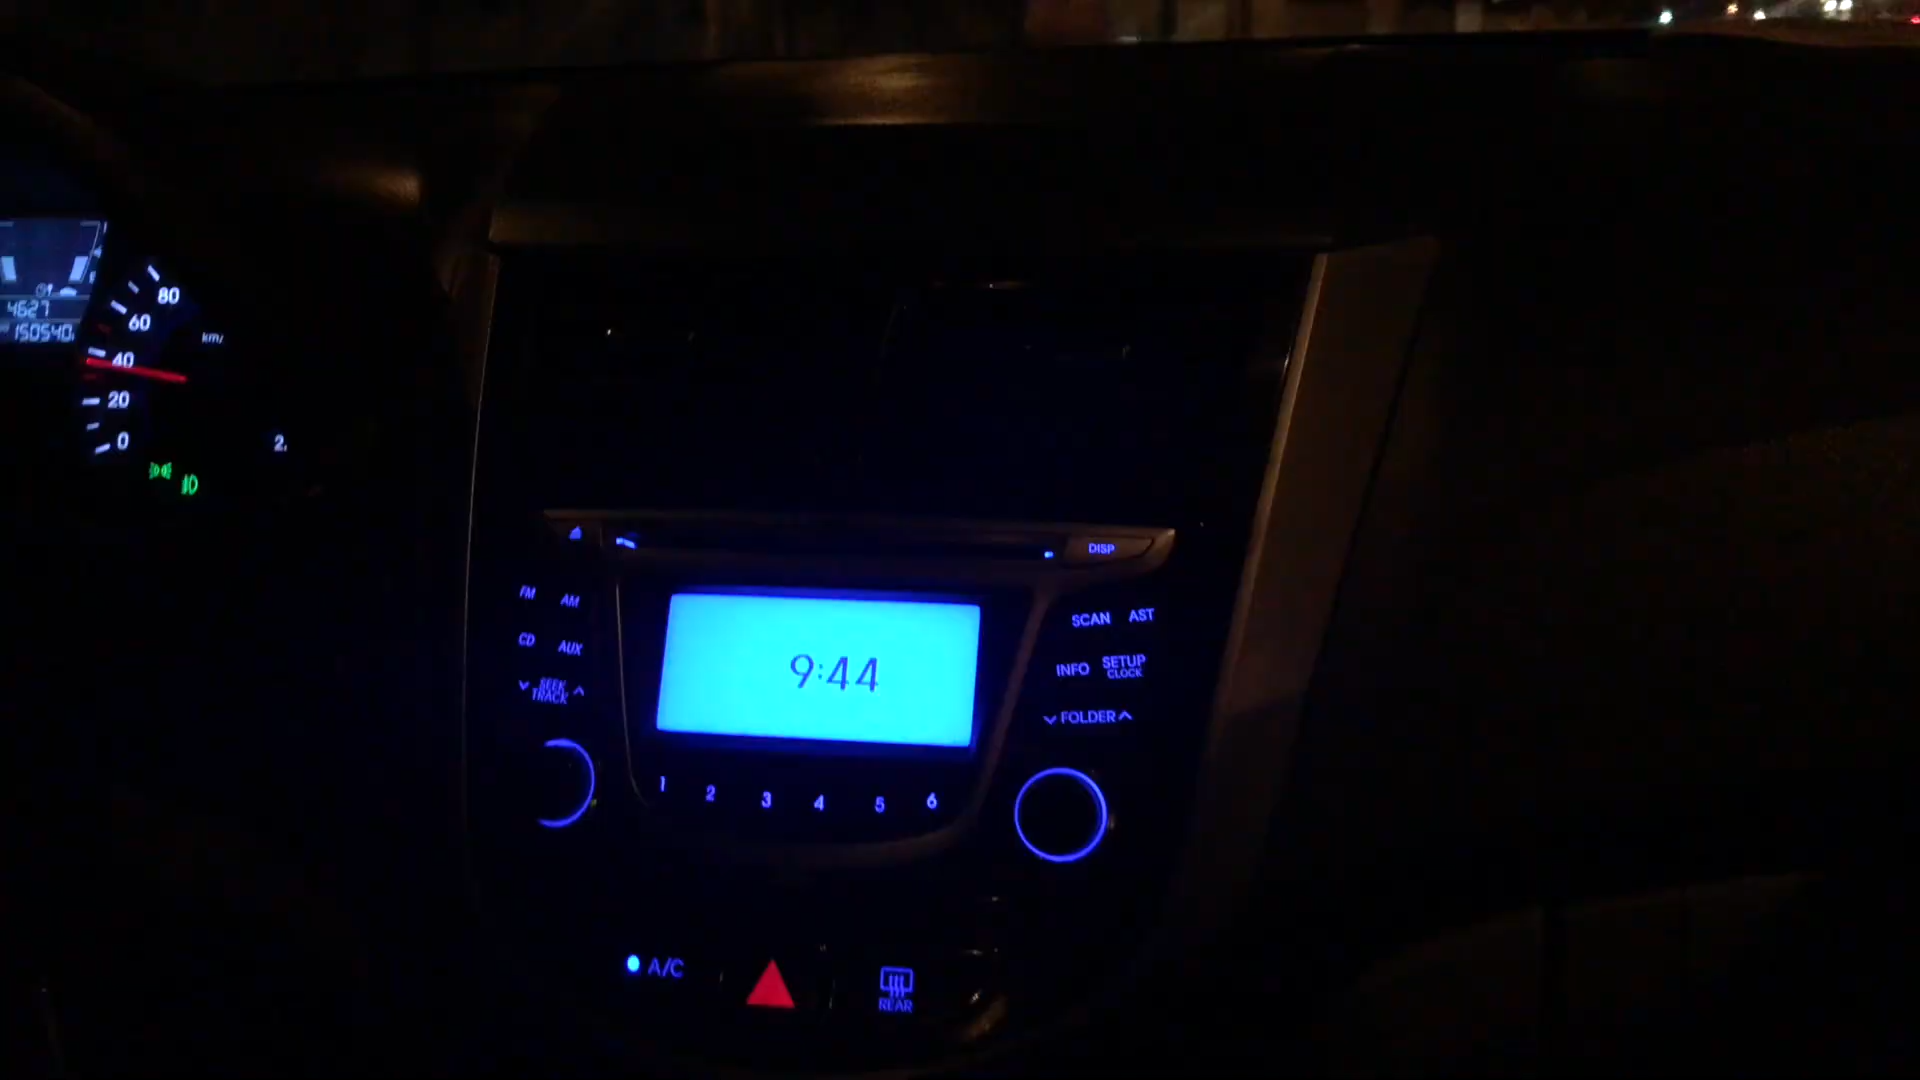 80
60
40
20
0
km/
4627
150540
2.
DISP
FM AM
CD AUX
SEEK
TRACK
9:44
SCAN AST
INFO SETUP
CLOCK
FOLDER
1 2 3 4 5 6
A/C
REAR